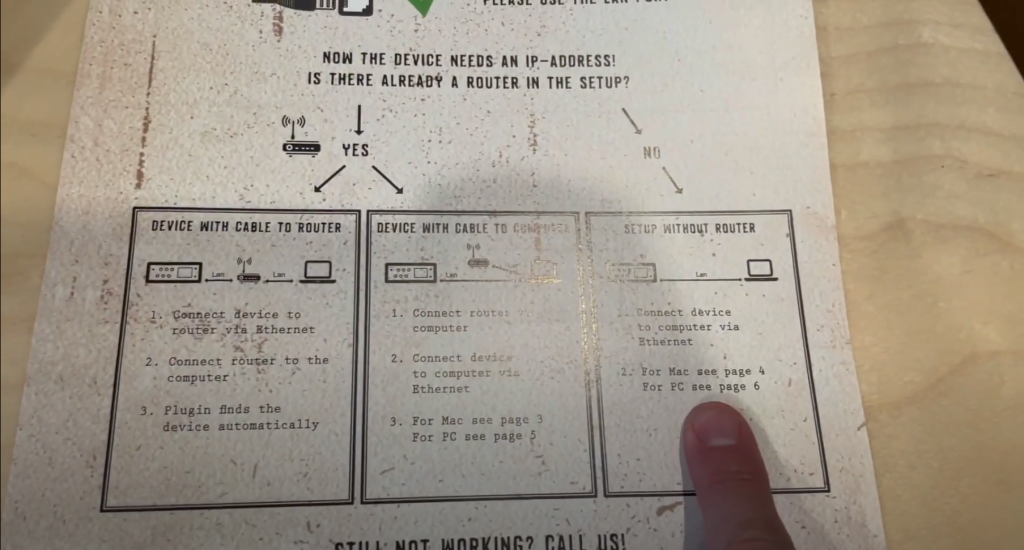 PLEASE USE THE LAN PORT
NOW THE DEVICE NEEDS AN IP-ADDRESS!
IS THERE ALREADY A ROUTER IN THE SETUP?
YES
NO
DEVICE WITH CABLE TO ROUTER
Lan
Lan
1. Connect device to
router via Ethernet
2. Connect router to the
computer
3. Plugin finds the
device automatically
DEVICE WITH CABLE TO COMPUTER
Lan
1. Connect router via
computer
2. Connect device
to computer via
Ethernet
3. For Mac see page 3
For PC see page 5
SETUP WITHOUT ROUTER
Lan
1. Connect device
to computer via
Ethernet
2. For Mac see page 4
For PC see page 6
STILL NOT WORKING? CALL US!